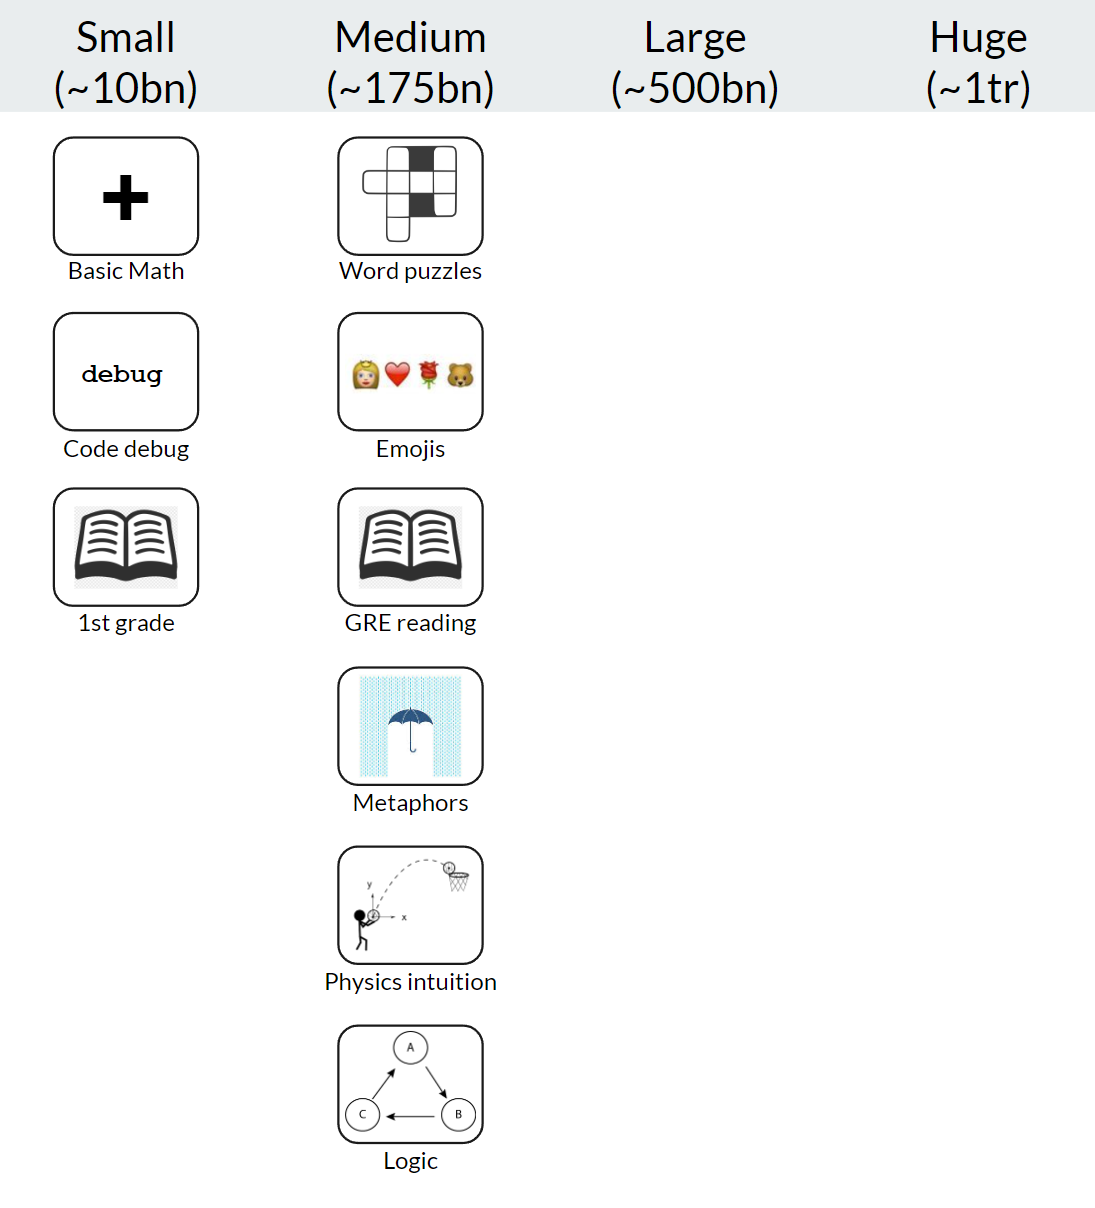 Small
(~10bn)
Medium
(~175bn)
Large
(~500bn)
Huge
(~1tr)
Basic Math
Word puzzles
debug
Code debug
Emojis
1st grade
GRE reading
Metaphors
y
x
Physics intuition
A
C
B
Logic